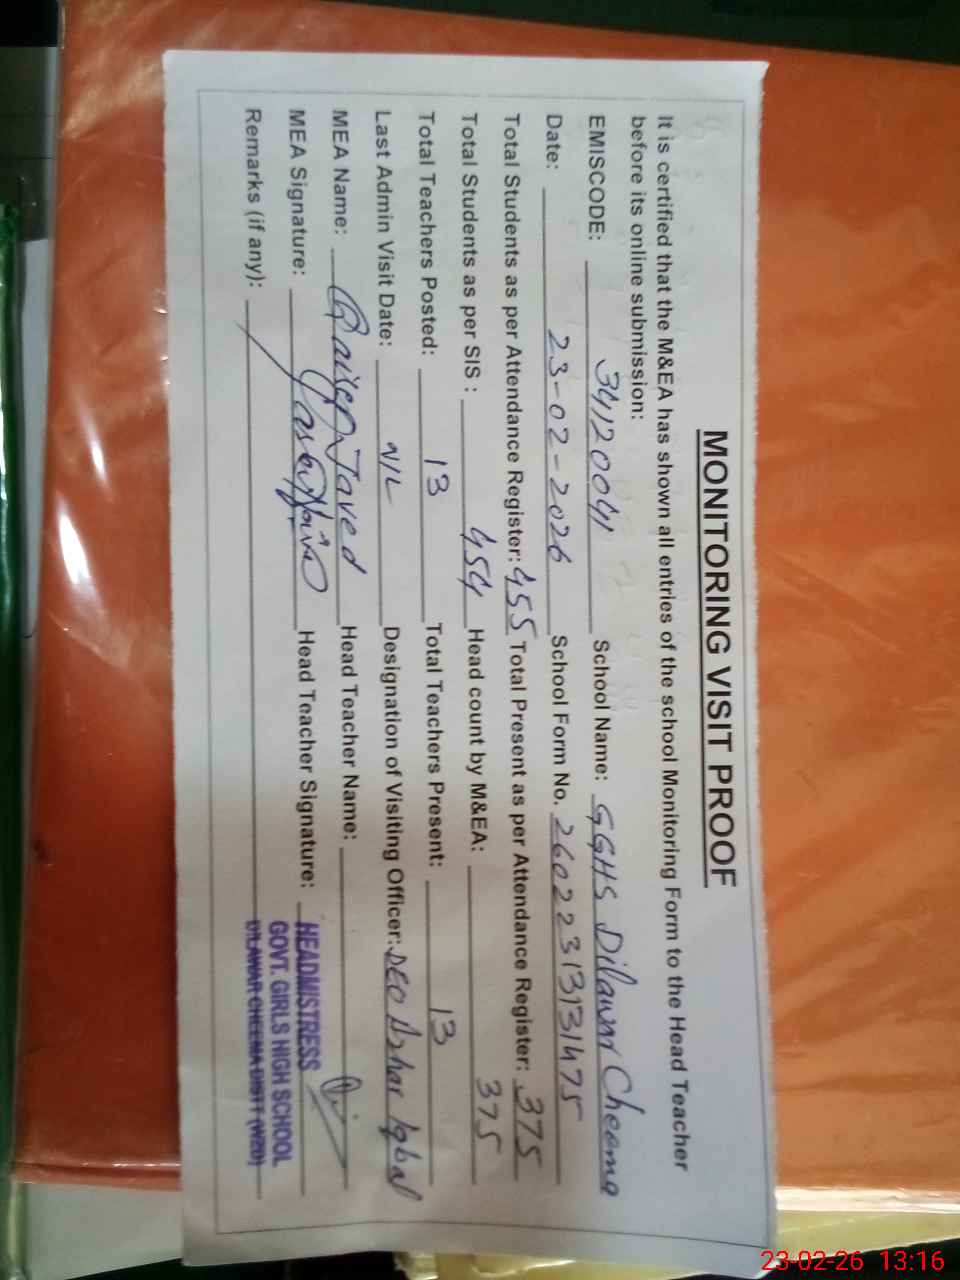 MONITORING VISIT PROOF
It is certified that the M&EA has shown all entries of the school Monitoring Form to the Head Teacher
before its online submission:
EMISCODE: 34120041 School Name: GGHS Dilawar Cheema
Date: 23-02-2026 School Form No. 26022313131475
Total Students as per Attendance Register: 455 Total Present as per Attendance Register: 375
Total Students as per SIS : 454 Head count by M&EA: 375
Total Teachers Posted: 13 Total Teachers Present: 13
Last Admin Visit Date: NIL Designation of Visiting Officer: DEO Azhar Iqbal
MEA Name: Qaiser Javed Head Teacher Name:
MEA Signature: Head Teacher Signature:
HEADMISTRESS
Remarks (if any):
GOVT. GIRLS HIGH SCHOOL
DILAWAR CHEEMA DISTT (WZD)
23-02-26 13:16